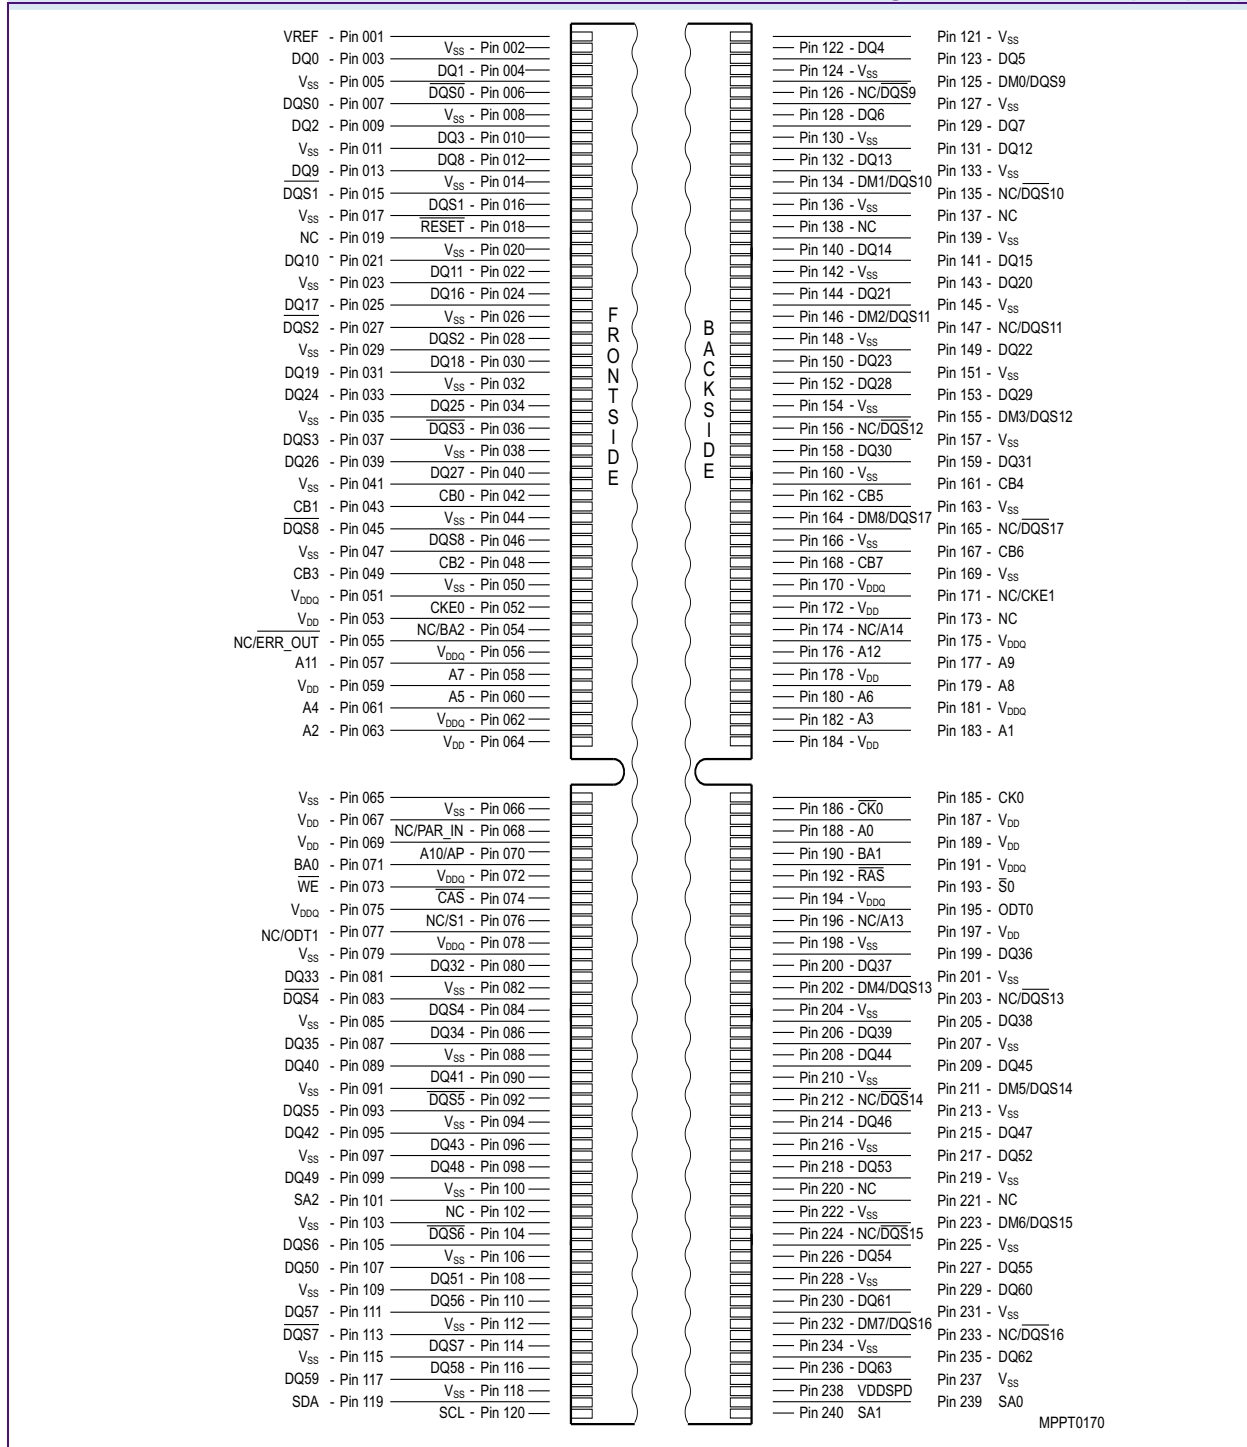 VREF - Pin 001
VSS - Pin 002
DQ0 - Pin 003
DQ1 - Pin 004
VSS - Pin 005
DQS0 - Pin 006
DQS0 - Pin 007
VSS - Pin 008
DQ2 - Pin 009
DQ3 - Pin 010
VSS - Pin 011
DQ8 - Pin 012
DQ9 - Pin 013
VSS - Pin 014
DQS1 - Pin 015
DQS1 - Pin 016
VSS - Pin 017
RESET - Pin 018
NC - Pin 019
VSS - Pin 020
DQ10 - Pin 021
DQ11 - Pin 022
VSS - Pin 023
DQ16 - Pin 024
DQ17 - Pin 025
VSS - Pin 026
DQS2 - Pin 027
DQS2 - Pin 028
VSS - Pin 029
DQ18 - Pin 030
DQ19 - Pin 031
VSS - Pin 032
DQ24 - Pin 033
DQ25 - Pin 034
VSS - Pin 035
DQS3 - Pin 036
DQS3 - Pin 037
VSS - Pin 038
DQ26 - Pin 039
DQ27 - Pin 040
VSS - Pin 041
CB0 - Pin 042
CB1 - Pin 043
VSS - Pin 044
DQS8 - Pin 045
DQS8 - Pin 046
VSS - Pin 047
CB2 - Pin 048
CB3 - Pin 049
VSS - Pin 050
VDDQ - Pin 051
CKE0 - Pin 052
VDD - Pin 053
NC/BA2 - Pin 054
NC/ERR_OUT - Pin 055
VDDQ - Pin 056
A11 - Pin 057
A7 - Pin 058
VDD - Pin 059
A5 - Pin 060
A4 - Pin 061
VDDQ - Pin 062
A2 - Pin 063
VDD - Pin 064
VSS - Pin 065
VSS - Pin 066
VDD - Pin 067
NC/PAR_IN - Pin 068
VDD - Pin 069
A10/AP - Pin 070
BA0 - Pin 071
VDDQ - Pin 072
WE - Pin 073
CAS - Pin 074
VDDQ - Pin 075
NC/S1 - Pin 076
NC/ODT1 - Pin 077
VDDQ - Pin 078
VSS - Pin 079
DQ32 - Pin 080
DQ33 - Pin 081
VSS - Pin 082
DQS4 - Pin 083
DQS4 - Pin 084
VSS - Pin 085
DQ34 - Pin 086
DQ35 - Pin 087
VSS - Pin 088
DQ40 - Pin 089
DQ41 - Pin 090
VSS - Pin 091
DQS5 - Pin 092
DQS5 - Pin 093
VSS - Pin 094
DQ42 - Pin 095
DQ43 - Pin 096
VSS - Pin 097
DQ48 - Pin 098
DQ49 - Pin 099
VSS - Pin 100
SA2 - Pin 101
NC - Pin 102
VSS - Pin 103
DQS6 - Pin 104
DQS6 - Pin 105
VSS - Pin 106
DQ50 - Pin 107
DQ51 - Pin 108
VSS - Pin 109
DQ56 - Pin 110
DQ57 - Pin 111
VSS - Pin 112
DQS7 - Pin 113
DQS7 - Pin 114
VSS - Pin 115
DQ58 - Pin 116
DQ59 - Pin 117
VSS - Pin 118
SDA - Pin 119
SCL - Pin 120
FRONTSIDE
BACKSIDE
Pin 121 - VSS
Pin 122 - DQ4
Pin 123 - DQ5
Pin 124 - VSS
Pin 125 - DM0/DQS9
Pin 126 - NC/DQS9
Pin 127 - VSS
Pin 128 - DQ6
Pin 129 - DQ7
Pin 130 - VSS
Pin 131 - DQ12
Pin 132 - DQ13
Pin 133 - VSS
Pin 134 - DM1/DQS10
Pin 135 - NC/DQS10
Pin 136 - VSS
Pin 137 - NC
Pin 138 - NC
Pin 139 - VSS
Pin 140 - DQ14
Pin 141 - DQ15
Pin 142 - VSS
Pin 143 - DQ20
Pin 144 - DQ21
Pin 145 - VSS
Pin 146 - DM2/DQS11
Pin 147 - NC/DQS11
Pin 148 - VSS
Pin 149 - DQ22
Pin 150 - DQ23
Pin 151 - VSS
Pin 152 - DQ28
Pin 153 - DQ29
Pin 154 - VSS
Pin 155 - DM3/DQS12
Pin 156 - NC/DQS12
Pin 157 - VSS
Pin 158 - DQ30
Pin 159 - DQ31
Pin 160 - VSS
Pin 161 - CB4
Pin 162 - CB5
Pin 163 - VSS
Pin 164 - DM8/DQS17
Pin 165 - NC/DQS17
Pin 166 - VSS
Pin 167 - CB6
Pin 168 - CB7
Pin 169 - VSS
Pin 170 - VDDQ
Pin 171 - NC/CKE1
Pin 172 - VDD
Pin 173 - NC
Pin 174 - NC/A14
Pin 175 - VDDQ
Pin 176 - A12
Pin 177 - A9
Pin 178 - VDD
Pin 179 - A8
Pin 180 - A6
Pin 181 - VDDQ
Pin 182 - A3
Pin 183 - A1
Pin 184 - VDD
Pin 185 - CK0
Pin 186 - CK0
Pin 187 - VDD
Pin 188 - A0
Pin 189 - VDD
Pin 190 - BA1
Pin 191 - VDDQ
Pin 192 - RAS
Pin 193 - S0
Pin 194 - VDDQ
Pin 195 - ODT0
Pin 196 - NC/A13
Pin 197 - VDD
Pin 198 - VSS
Pin 199 - DQ36
Pin 200 - DQ37
Pin 201 - VSS
Pin 202 - DM4/DQS13
Pin 203 - NC/DQS13
Pin 204 - VSS
Pin 205 - DQ38
Pin 206 - DQ39
Pin 207 - VSS
Pin 208 - DQ44
Pin 209 - DQ45
Pin 210 - VSS
Pin 211 - DM5/DQS14
Pin 212 - NC/DQS14
Pin 213 - VSS
Pin 214 - DQ46
Pin 215 - DQ47
Pin 216 - VSS
Pin 217 - DQ52
Pin 218 - DQ53
Pin 219 - VSS
Pin 220 - NC
Pin 221 - NC
Pin 222 - VSS
Pin 223 - DM6/DQS15
Pin 224 - NC/DQS15
Pin 225 - VSS
Pin 226 - DQ54
Pin 227 - DQ55
Pin 228 - VSS
Pin 229 - DQ60
Pin 230 - DQ61
Pin 231 - VSS
Pin 232 - DM7/DQS16
Pin 233 - NC/DQS16
Pin 234 - VSS
Pin 235 - DQ62
Pin 236 - DQ63
Pin 237 VSS
Pin 238 VDDSPD
Pin 239 SA0
Pin 240 SA1
MPPT0170